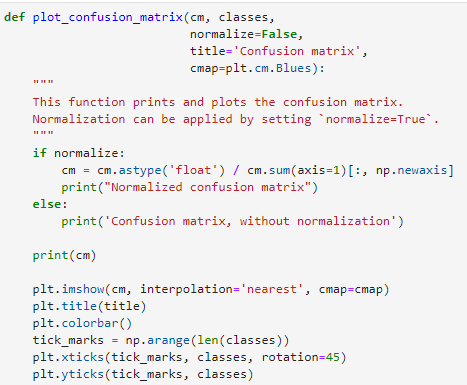 def plot_confusion_matrix(cm, classes,
                          normalize=False,
                          title='Confusion matrix',
                          cmap=plt.cm.Blues):
    """
    This function prints and plots the confusion matrix.
    Normalization can be applied by setting `normalize=True`.
    """
    if normalize:
        cm = cm.astype('float') / cm.sum(axis=1)[:, np.newaxis]
        print("Normalized confusion matrix")
    else:
        print('Confusion matrix, without normalization')

    print(cm)

    plt.imshow(cm, interpolation='nearest', cmap=cmap)
    plt.title(title)
    plt.colorbar()
    tick_marks = np.arange(len(classes))
    plt.xticks(tick_marks, classes, rotation=45)
    plt.yticks(tick_marks, classes)